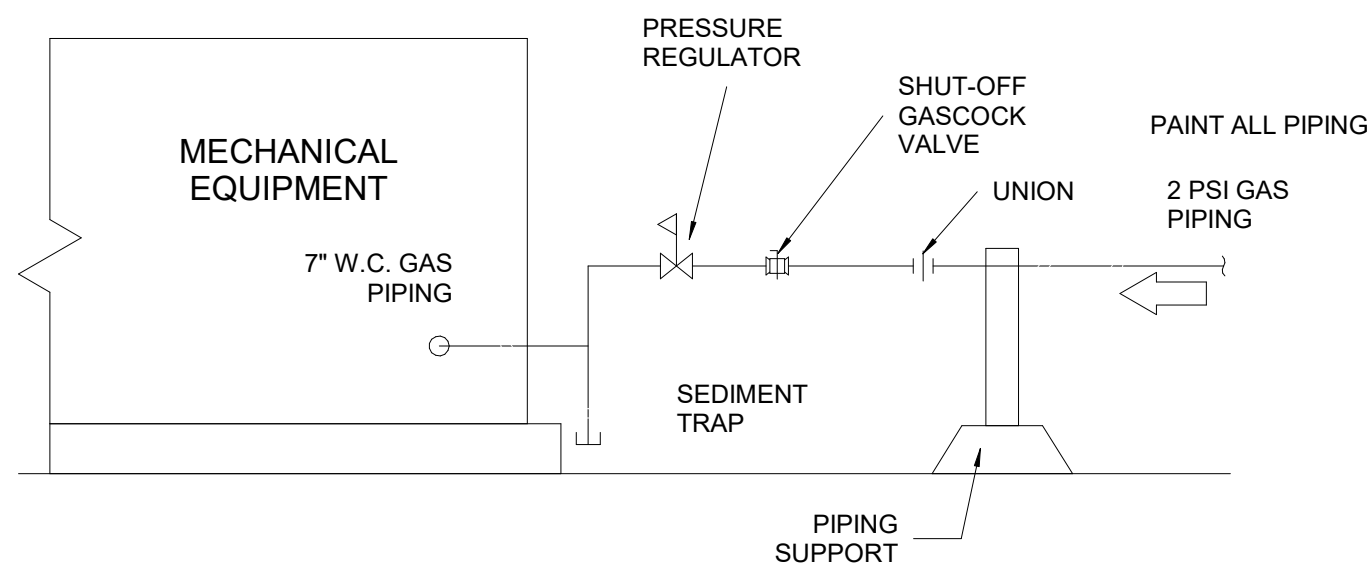 PRESSURE
REGULATOR
SHUT-OFF
GASCOCK
VALVE
PAINT ALL PIPING
MECHANICAL
EQUIPMENT
UNION
2 PSI GAS
PIPING
7" W.C. GAS
PIPING
SEDIMENT
TRAP
PIPING
SUPPORT